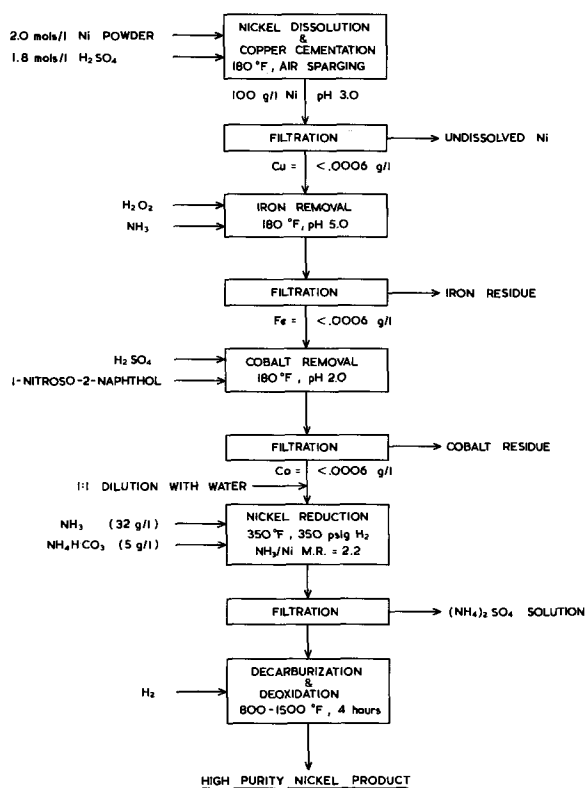 2.0 mols/l Ni POWDER
1.8 mols/l H₂SO₄
NICKEL DISSOLUTION
&
COPPER CEMENTATION
180 °F, AIR SPARGING
100 g/l Ni pH 3.0
FILTRATION
UNDISSOLVED Ni
Cu = <.0006 g/l
H₂O₂
NH₃
IRON REMOVAL
180 °F, pH 5.0
FILTRATION
IRON RESIDUE
Fe = <.0006 g/l
H₂SO₄
1-NITROSO-2-NAPHTHOL
COBALT REMOVAL
180 °F, pH 2.0
FILTRATION
COBALT RESIDUE
Co = <.0006 g/l
1:1 DILUTION WITH WATER
NH₃ (32 g/l)
NH₄HCO₃ (5 g/l)
NICKEL REDUCTION
350 °F, 350 psig H₂
NH₃/Ni M.R. = 2.2
FILTRATION
(NH₄)₂SO₄ SOLUTION
H₂
DECARBURIZATION
&
DEOXIDATION
800-1500 °F, 4 hours
HIGH PURITY NICKEL PRODUCT